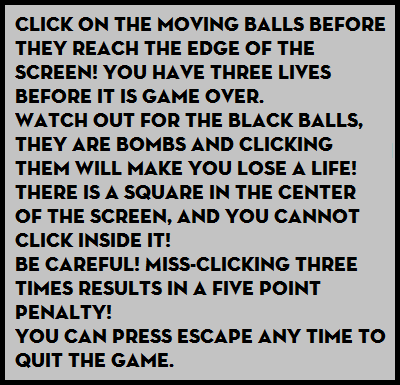 CLICK ON THE MOVING BALLS BEFORE
THEY REACH THE EDGE OF THE
SCREEN! YOU HAVE THREE LIVES
BEFORE IT IS GAME OVER.
WATCH OUT FOR THE BLACK BALLS,
THEY ARE BOMBS AND CLICKING
THEM WILL MAKE YOU LOSE A LIFE!
THERE IS A SQUARE IN THE CENTER
OF THE SCREEN, AND YOU CANNOT
CLICK INSIDE IT!
BE CAREFUL! MISS-CLICKING THREE
TIMES RESULTS IN A FIVE POINT
PENALTY!
YOU CAN PRESS ESCAPE ANY TIME TO
QUIT THE GAME.